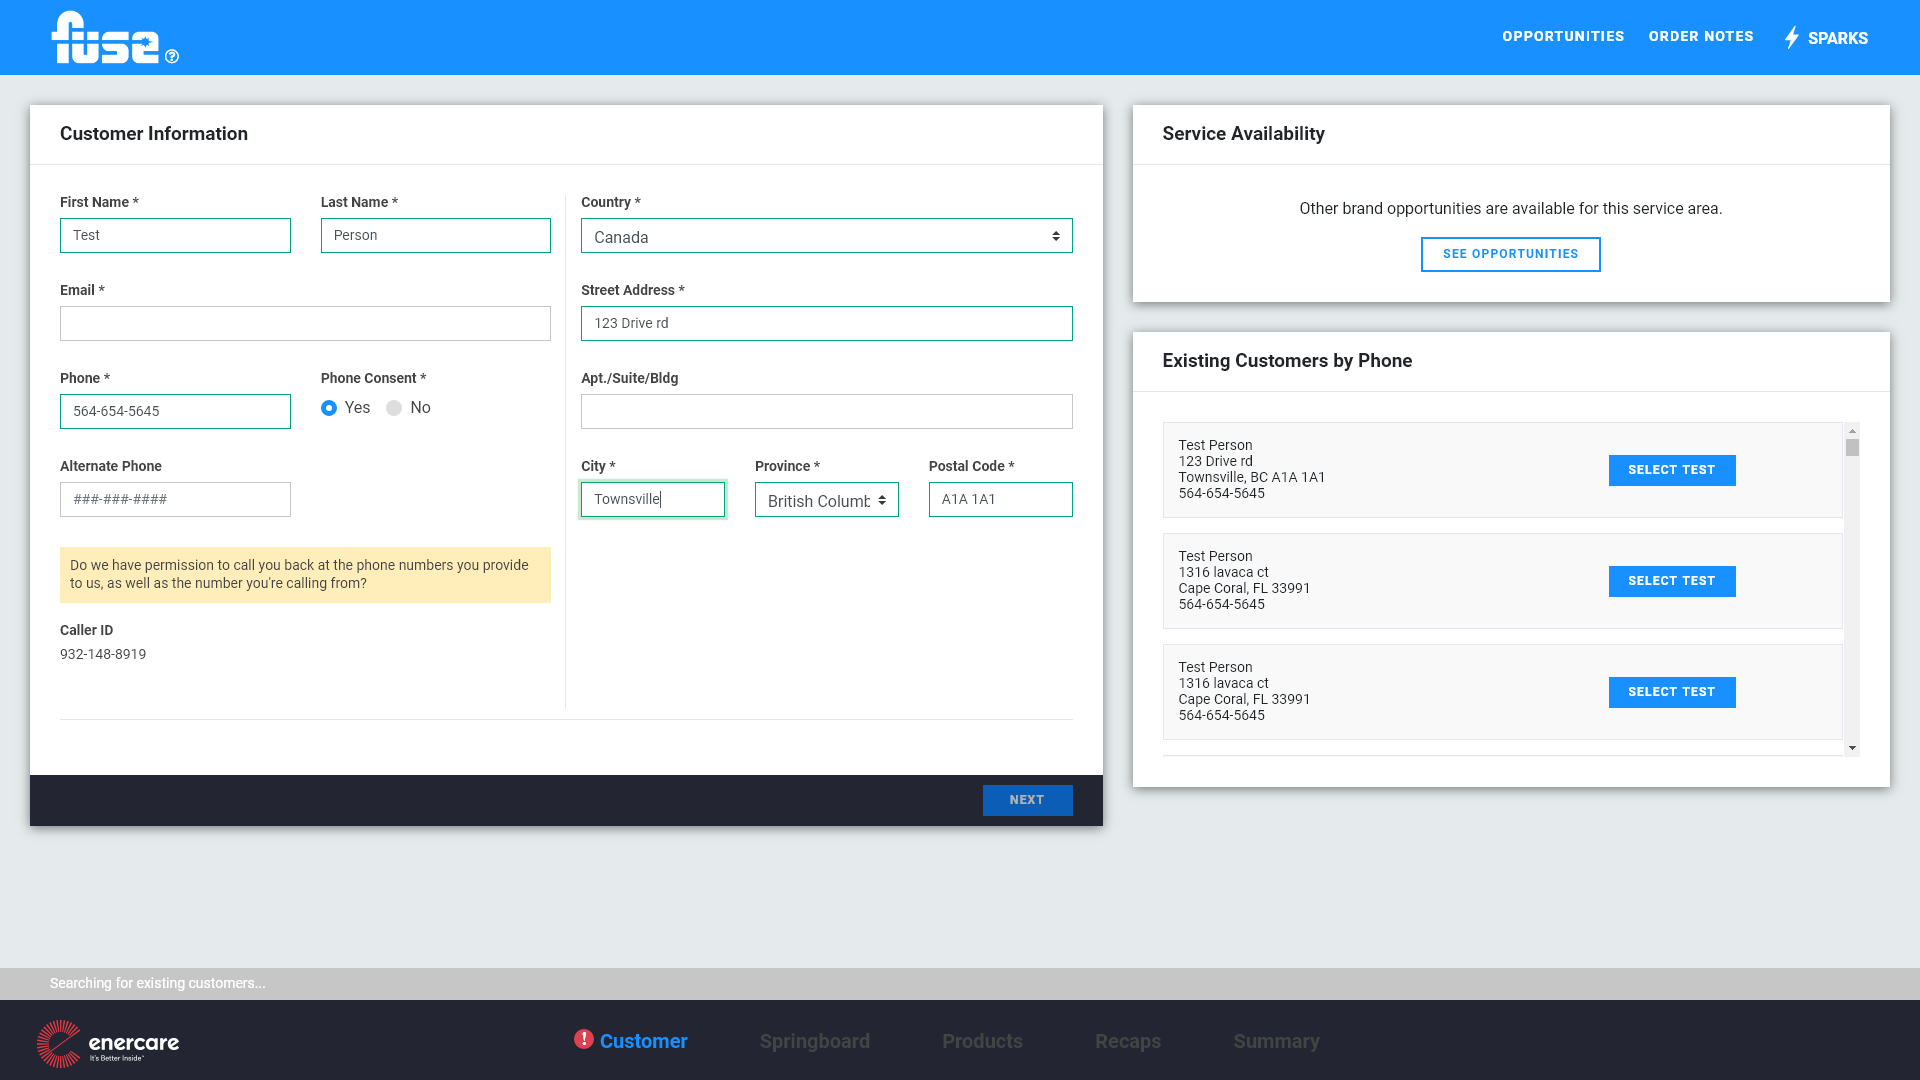 fuse ?
OPPORTUNITIES
ORDER NOTES
SPARKS
Customer Information
First Name *
Last Name *
Test
Person
Email *
Phone *
Phone Consent *
564-654-5645
Yes
No
Alternate Phone
###-###-####
Do we have permission to call you back at the phone numbers you provide
to us, as well as the number you're calling from?
Caller ID
932-148-8919
Country *
Canada
Street Address *
123 Drive rd
Apt./Suite/Bldg
City *
Province *
Postal Code *
Townsville
British Columb
A1A 1A1
NEXT
Service Availability
Other brand opportunities are available for this service area.
SEE OPPORTUNITIES
Existing Customers by Phone
Test Person
123 Drive rd
Townsville, BC A1A 1A1
564-654-5645
SELECT TEST
Test Person
1316 lavaca ct
Cape Coral, FL 33991
564-654-5645
SELECT TEST
Test Person
1316 lavaca ct
Cape Coral, FL 33991
564-654-5645
SELECT TEST
Searching for existing customers...
enercare
It's Better Inside™
! Customer
Springboard
Products
Recaps
Summary